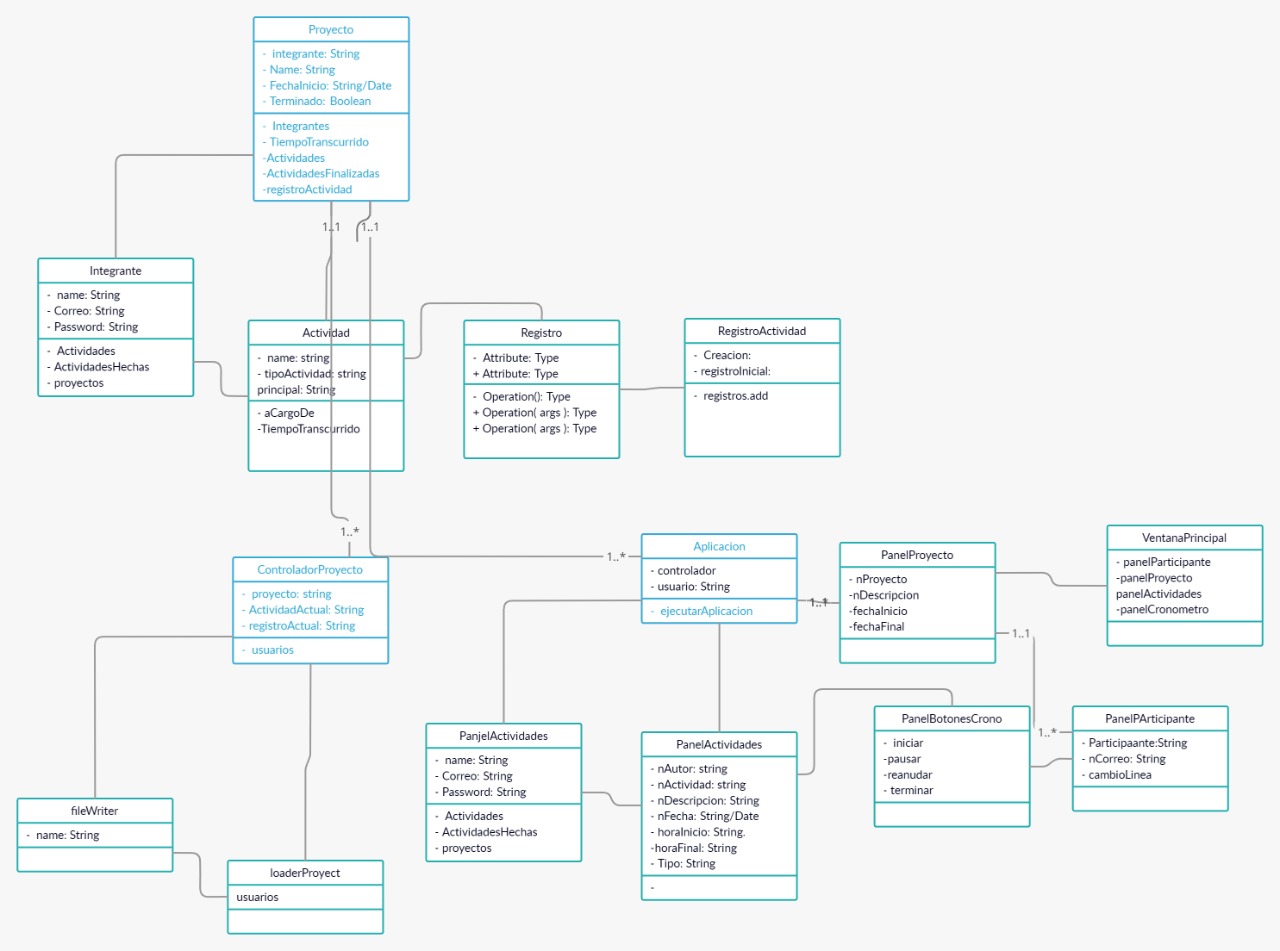 Proyecto
- integrante: String
- Name: String
- FechaInicio: String/Date
- Terminado: Boolean
- Integrantes
- TiempoTranscurrido
-Actividades
-ActividadesFinalizadas
-registroActividad
1..1
1..1
Integrante
- name: String
- Correo: String
- Password: String
- Actividades
- ActividadesHechas
- proyectos
Actividad
- name: string
- tipoActividad: string
principal: String
- aCargoDe
-TiempoTranscurrido
Registro
- Attribute: Type
+ Attribute: Type
- Operation(): Type
+ Operation( args ): Type
+ Operation( args ): Type
RegistroActividad
- Creacion:
- registroInicial:
- registros.add
1..*
1..*
ControladorProyecto
- proyecto: string
- ActividadActual: String
- registroActual: String
- usuarios
Aplicacion
- controlador
- usuario: String
- ejecutarAplicacion
PanelProyecto
- nProyecto
-nDescripcion
-fechaInicio
-fechaFinal
VentanaPrincipal
- panelParticipante
-panelProyecto
panelActividades
-panelCronometro
1..1
1..*
PanjelActividades
- name: String
- Correo: String
- Password: String
- Actividades
- ActividadesHechas
- proyectos
PanelActividades
- nAutor: string
- nActividad: string
- nDescripcion: String
- nFecha: String/Date
- horaInicio: String.
-horaFinal: String
- Tipo: String
-
PanelBotonesCrono
- iniciar
-pausar
-reanudar
- terminar
PanelPArticipante
- Participaante:String
- nCorreo: String
- cambioLinea
fileWriter
- name: String
loaderProyect
usuarios